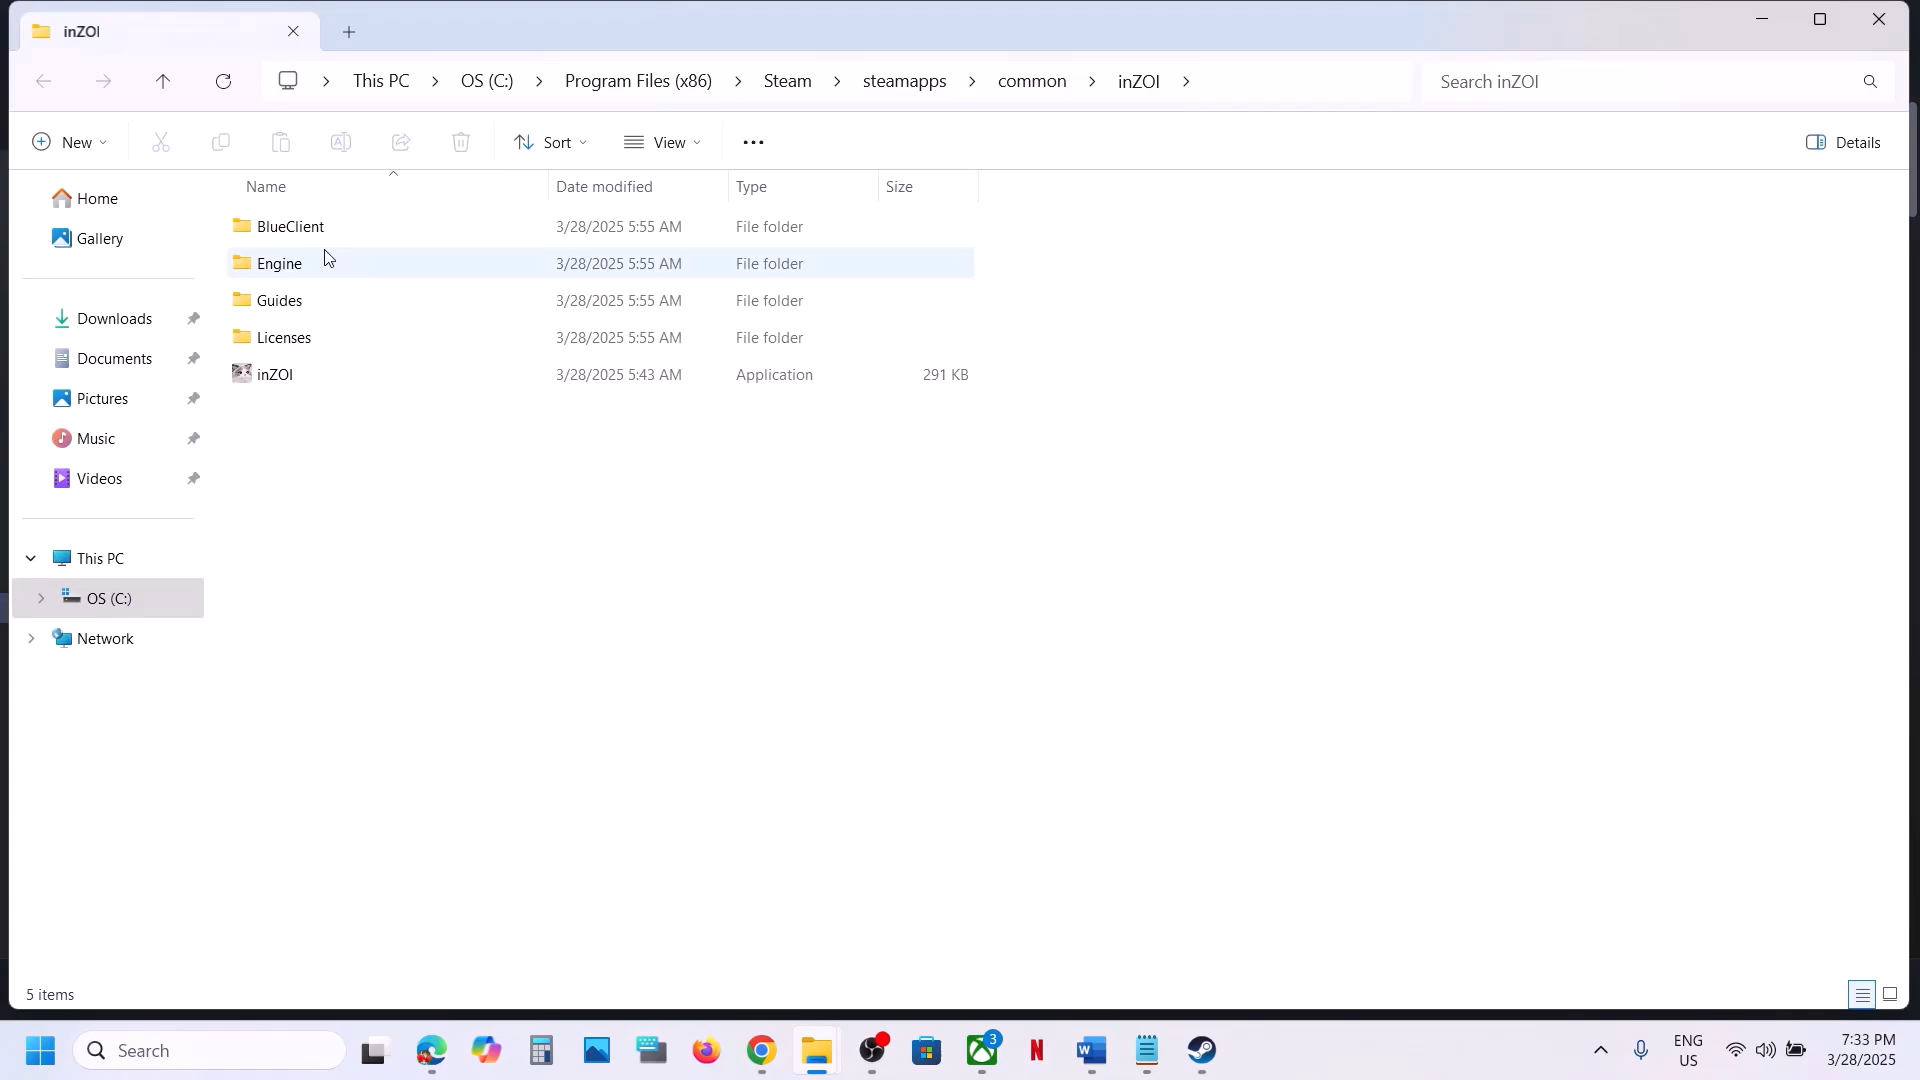 inZOI
This PC
OS (C:)
Program Files (x86)
Steam
steamapps
common
inZOI
Search inZOI
New
Sort
View
Details
Name
Date modified
Type
Size
Home
Gallery
Downloads
Documents
Pictures
Music
Videos
This PC
OS (C:)
Network
BlueClient 3/28/2025 5:55 AM File folder
Engine 3/28/2025 5:55 AM File folder
Guides 3/28/2025 5:55 AM File folder
Licenses 3/28/2025 5:55 AM File folder
inZOI 3/28/2025 5:43 AM Application 291 KB
5 items
Search
3
N
W
ENG
US
7:33 PM
3/28/2025